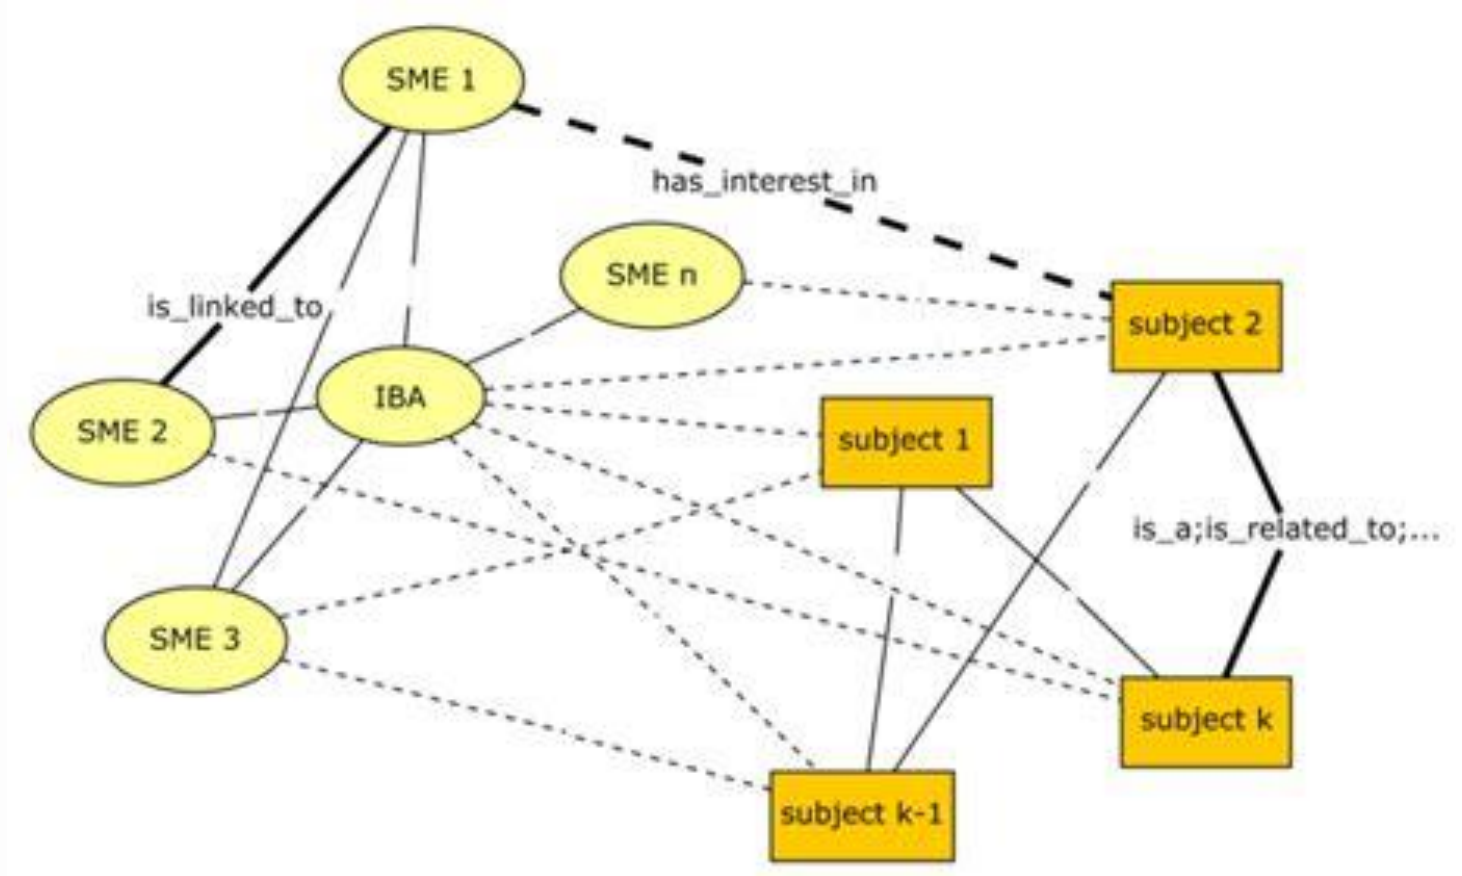 SME 1
has_interest_in
SME n
is_linked_to
subject 2
IBA
SME 2
subject 1
is_a;is_related_to;...
SME 3
subject k
subject k-1